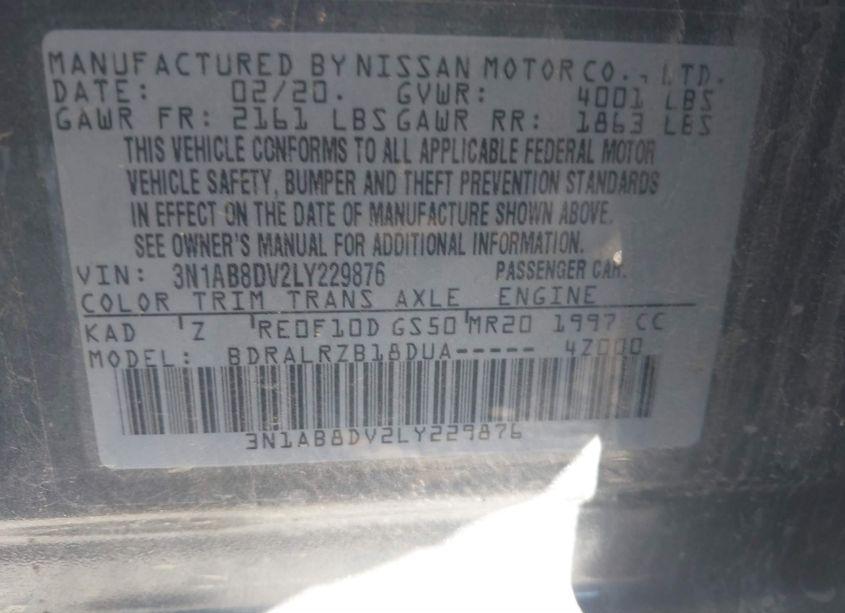 MANUFACTURED BY NISSAN MOTOR CO., LTD.
DATE: 02/20. GVWR: 4001 LBS
GAWR FR: 2161 LBS GAWR RR: 1863 LBS
THIS VEHICLE CONFORMS TO ALL APPLICABLE FEDERAL MOTOR
VEHICLE SAFETY, BUMPER AND THEFT PREVENTION STANDARDS
IN EFFECT ON THE DATE OF MANUFACTURE SHOWN ABOVE.
SEE OWNER'S MANUAL FOR ADDITIONAL INFORMATION.
VIN: 3N1AB8DV2LY229876 PASSENGER CAR.
COLOR TRIM TRANS AXLE ENGINE
KAD Z RE0F10D GS50 MR20 1997 CC
MODEL: BDRALRZB18DUA----- 4Z000
3N1AB8DV2LY229876